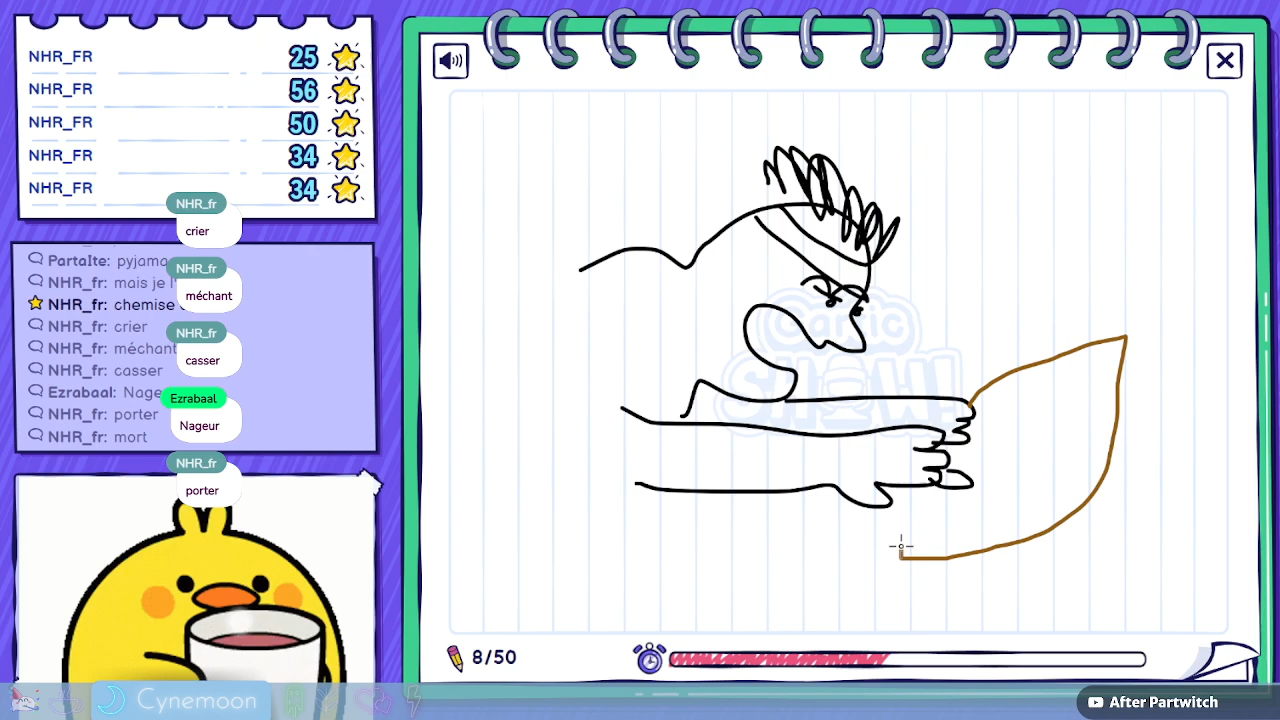 NHR_FR 25
NHR_FR 56
NHR_FR 50
NHR_FR 34
NHR_FR 34
NHR_fr
crier
NHR_fr
méchant
NHR_fr
casser
Ezrabaal
Nageur
NHR_fr
porter
PartaIte: pyjama
NHR_fr: mais je l'
NHR_fr: chemise
NHR_fr: crier
NHR_fr: méchant
NHR_fr: casser
Ezrabaal: Nage
NHR_fr: porter
NHR_fr: mort
Gartic
SHOW!
8/50
Cynemoon
After Partwitch